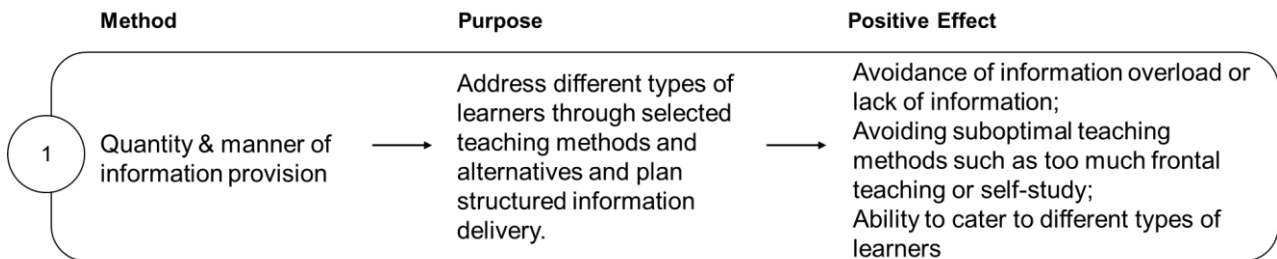 Method
Purpose
Positive Effect
1
Quantity & manner of
information provision
Address different types of
learners through selected
teaching methods and
alternatives and plan
structured information
delivery.
Avoidance of information overload or
lack of information;
Avoiding suboptimal teaching
methods such as too much frontal
teaching or self-study;
Ability to cater to different types of
learners